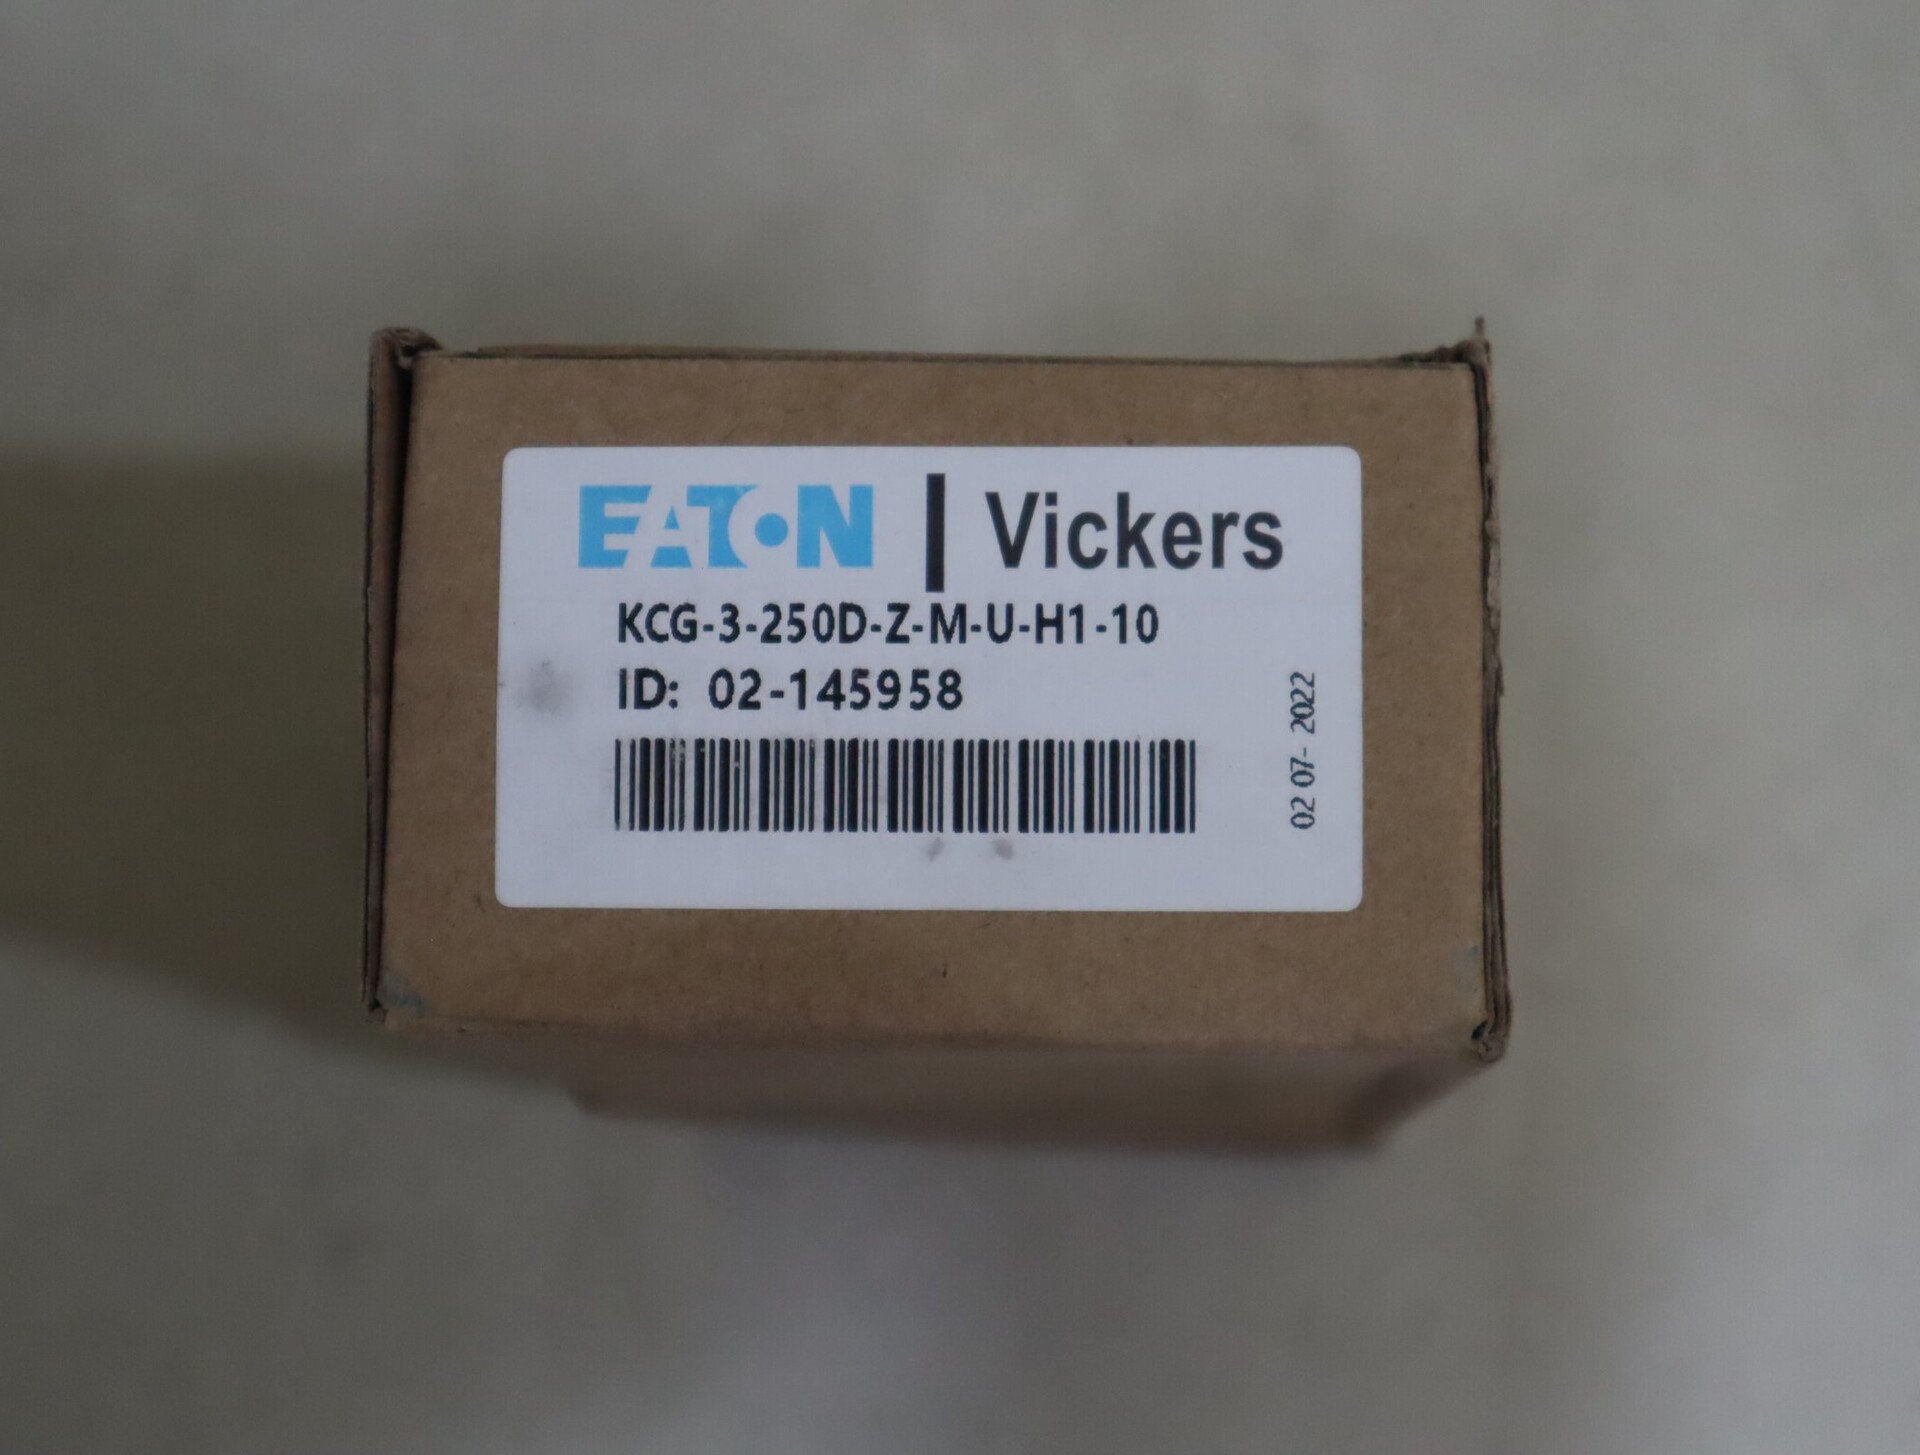 EATON | Vickers
KCG-3-250D-Z-M-U-H1-10
ID: 02-145958
02 07- 2022